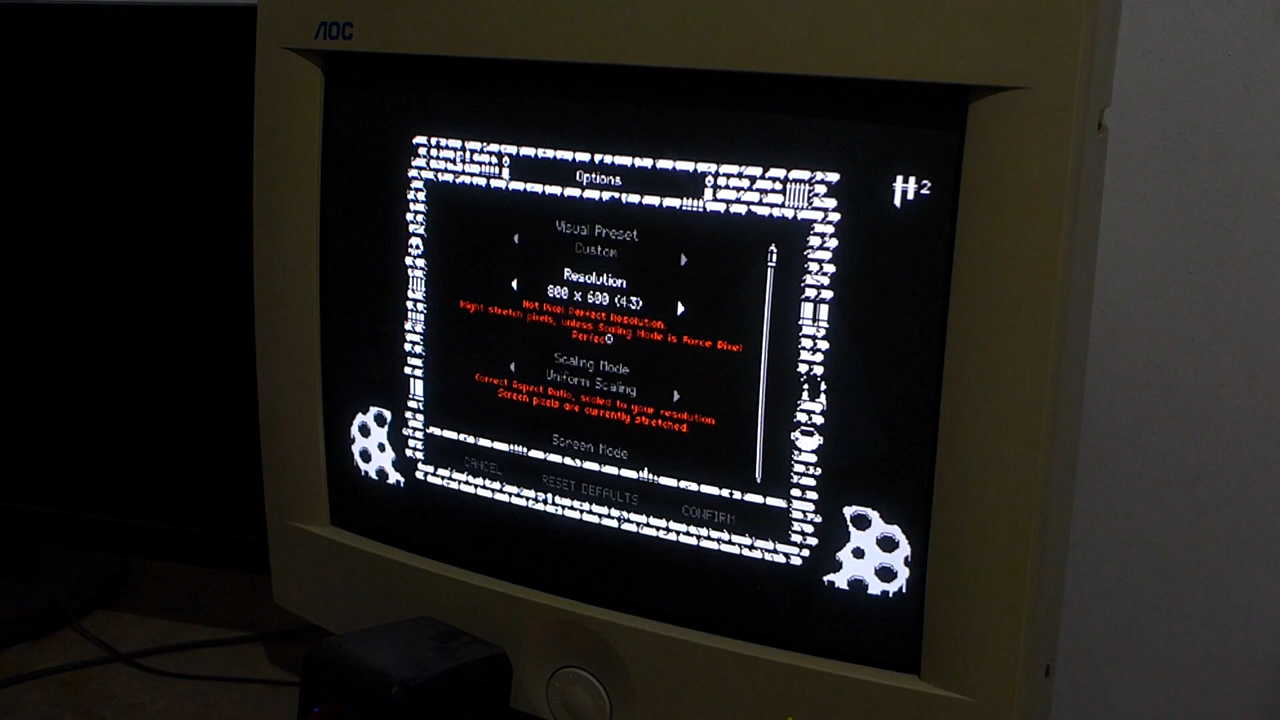 AOC
Options
Visual Preset
Custom
Resolution
800 x 600 (4:3)
Not Pixel Perfect Resolution.
Might stretch pixels, unless Scaling Mode is Force Pixel
Perfect
Scaling Mode
Uniform Scaling
Correct Aspect Ratio, scaled to your resolution.
Screen pixels are currently stretched.
Screen Mode
CANCEL
RESET DEFAULTS
CONFIRM